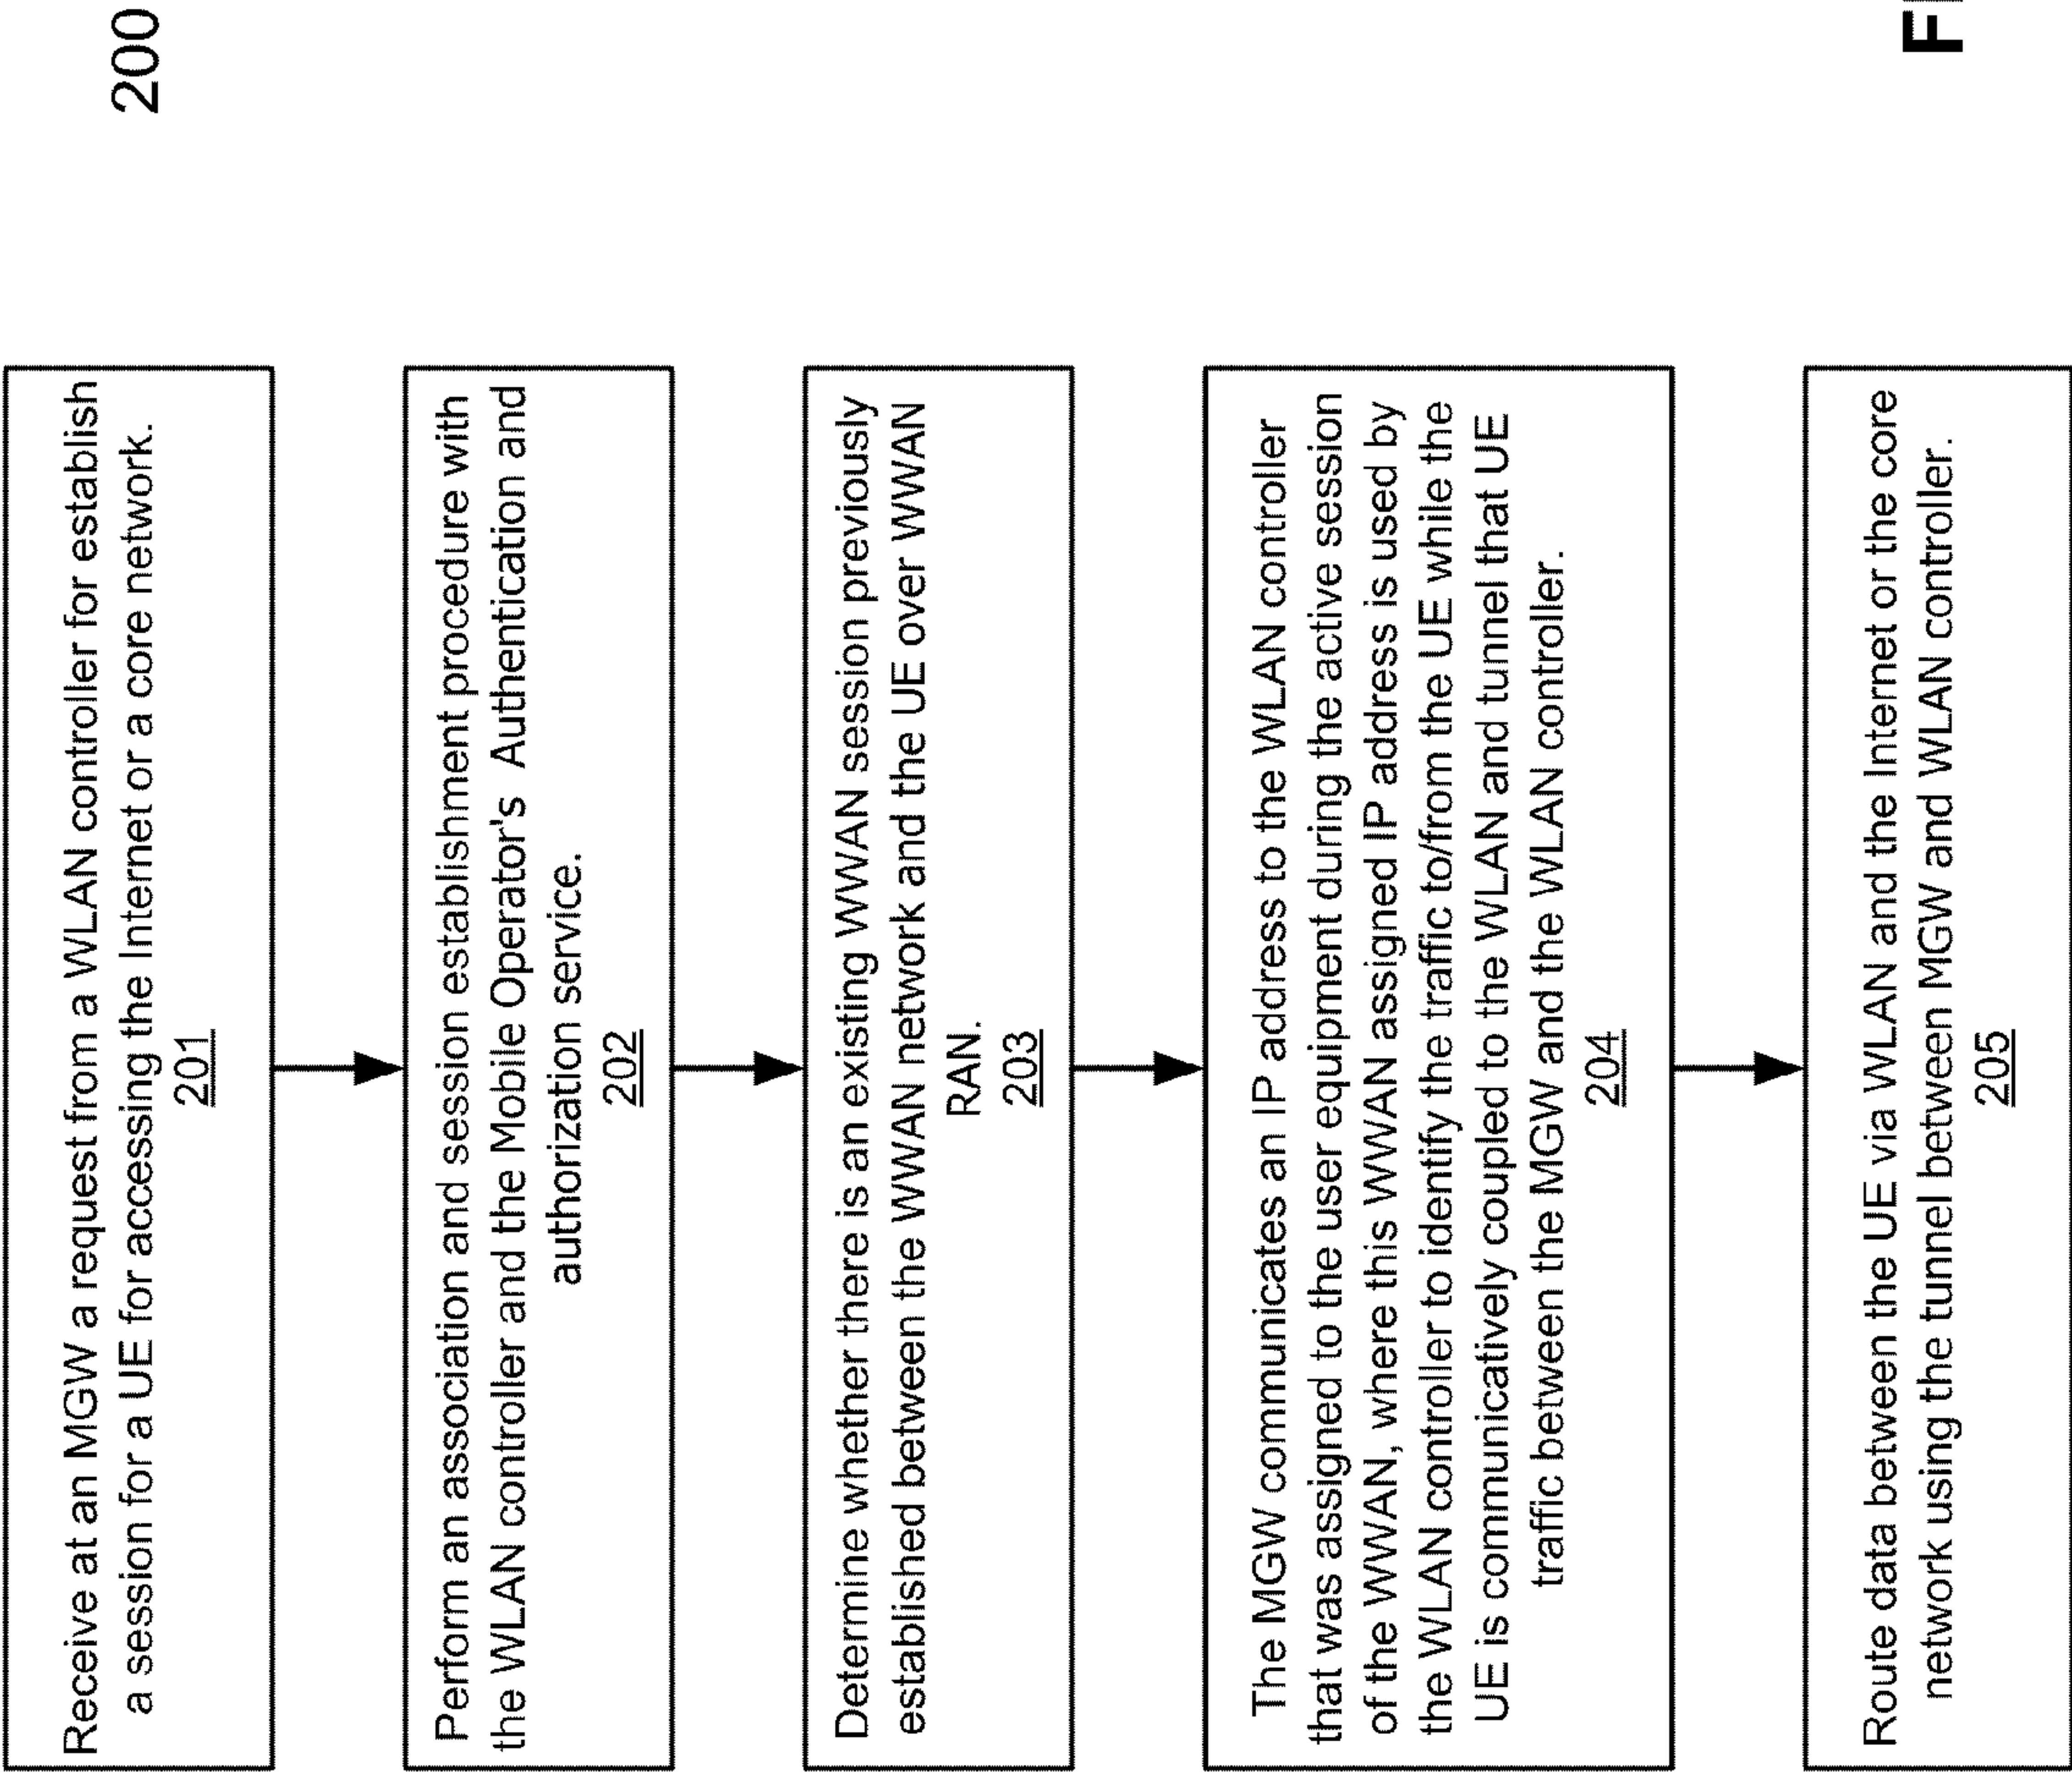 200
Receive at an MGW a request from a WLAN controller for establish
a session for a UE for accessing the Internet or a core network.
201
Perform an association and session establishment procedure with
the WLAN controller and the Mobile Operator's Authentication and
authorization service.
202
Determine whether there is an existing WWAN session previously
established between the WWAN network and the UE over WWAN
RAN.
203
The MGW communicates an IP address to the WLAN controller
that was assigned to the user equipment during the active session
of the WWAN, where this WWAN assigned IP address is used by
the WLAN controller to identify the traffic to/from the UE while the
UE is communicatively coupled to the WLAN and tunnel that UE
traffic between the MGW and the WLAN controller.
204
Route data between the UE via WLAN and the Internet or the core
network using the tunnel between MGW and WLAN controller.
205